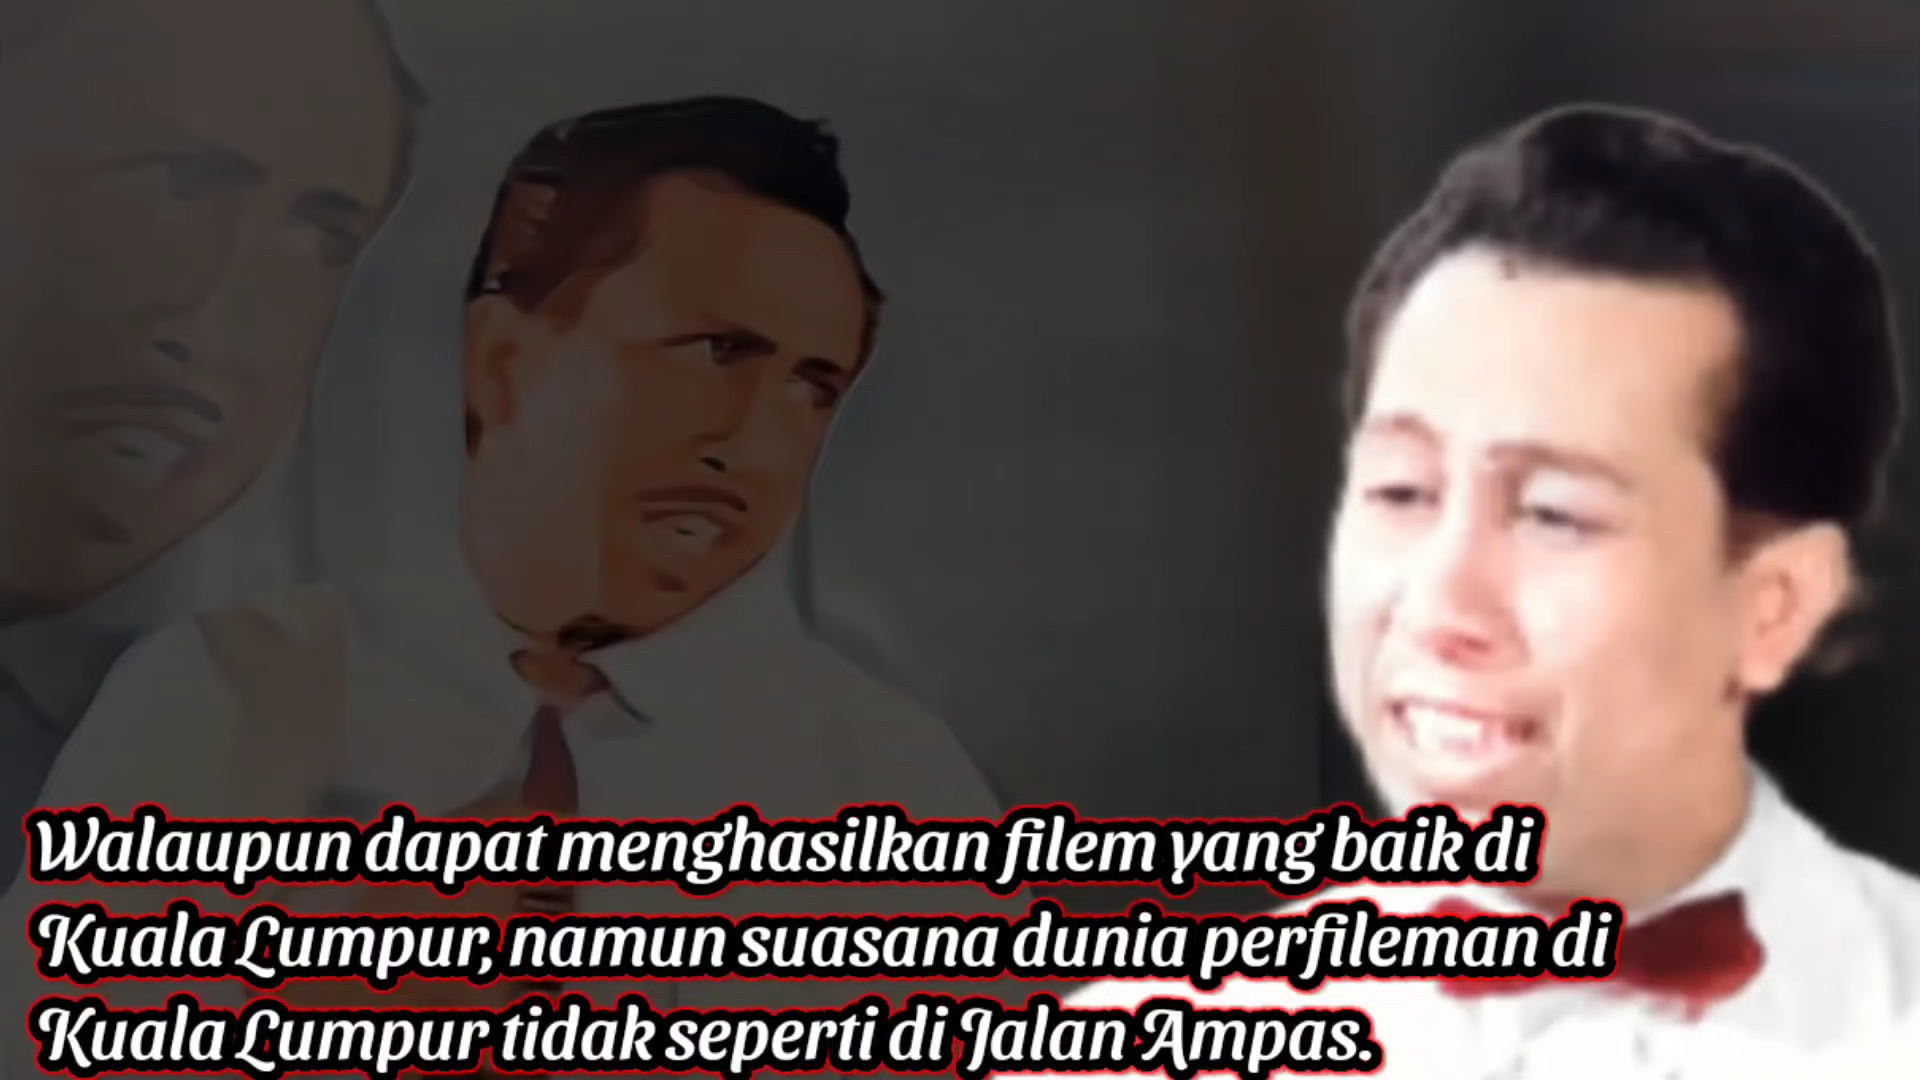 Walaupun dapat menghasilkan filem yang baik di
Kuala Lumpur, namun suasana dunia perfileman di
Kuala Lumpur tidak seperti di Jalan Ampas.